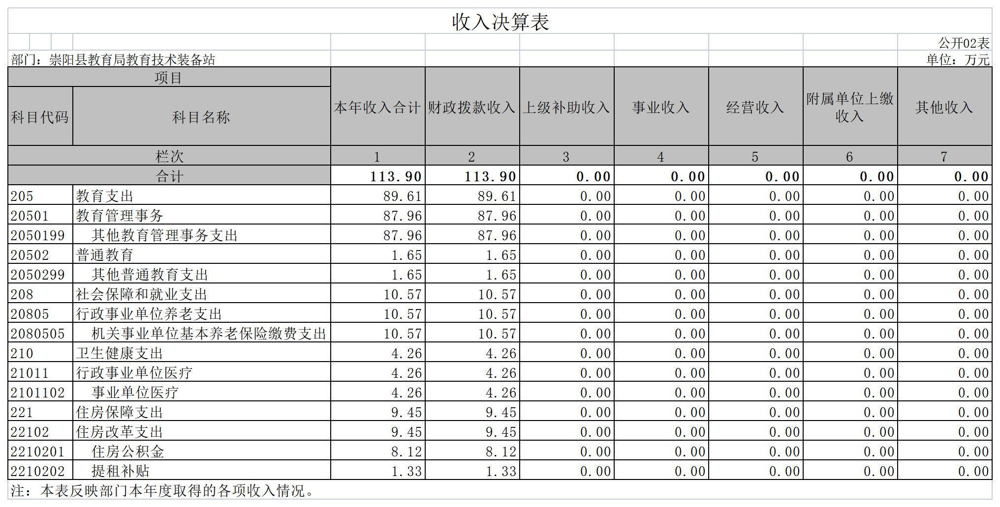 收入决算表
公开02表
部门：崇阳县教育局教育技术装备站 单位：万元
项目
科目代码 科目名称 本年收入合计 财政拨款收入 上级补助收入 事业收入 经营收入 附属单位上缴收入 其他收入
栏次 1 2 3 4 5 6 7
合计 113.90 113.90 0.00 0.00 0.00 0.00 0.00
205 教育支出 89.61 89.61 0.00 0.00 0.00 0.00 0.00
20501 教育管理事务 87.96 87.96 0.00 0.00 0.00 0.00 0.00
2050199 其他教育管理事务支出 87.96 87.96 0.00 0.00 0.00 0.00 0.00
20502 普通教育 1.65 1.65 0.00 0.00 0.00 0.00 0.00
2050299 其他普通教育支出 1.65 1.65 0.00 0.00 0.00 0.00 0.00
208 社会保障和就业支出 10.57 10.57 0.00 0.00 0.00 0.00 0.00
20805 行政事业单位养老支出 10.57 10.57 0.00 0.00 0.00 0.00 0.00
2080505 机关事业单位基本养老保险缴费支出 10.57 10.57 0.00 0.00 0.00 0.00 0.00
210 卫生健康支出 4.26 4.26 0.00 0.00 0.00 0.00 0.00
21011 行政事业单位医疗 4.26 4.26 0.00 0.00 0.00 0.00 0.00
2101102 事业单位医疗 4.26 4.26 0.00 0.00 0.00 0.00 0.00
221 住房保障支出 9.45 9.45 0.00 0.00 0.00 0.00 0.00
22102 住房改革支出 9.45 9.45 0.00 0.00 0.00 0.00 0.00
2210201 住房公积金 8.12 8.12 0.00 0.00 0.00 0.00 0.00
2210202 提租补贴 1.33 1.33 0.00 0.00 0.00 0.00 0.00
注：本表反映部门本年度取得的各项收入情况。